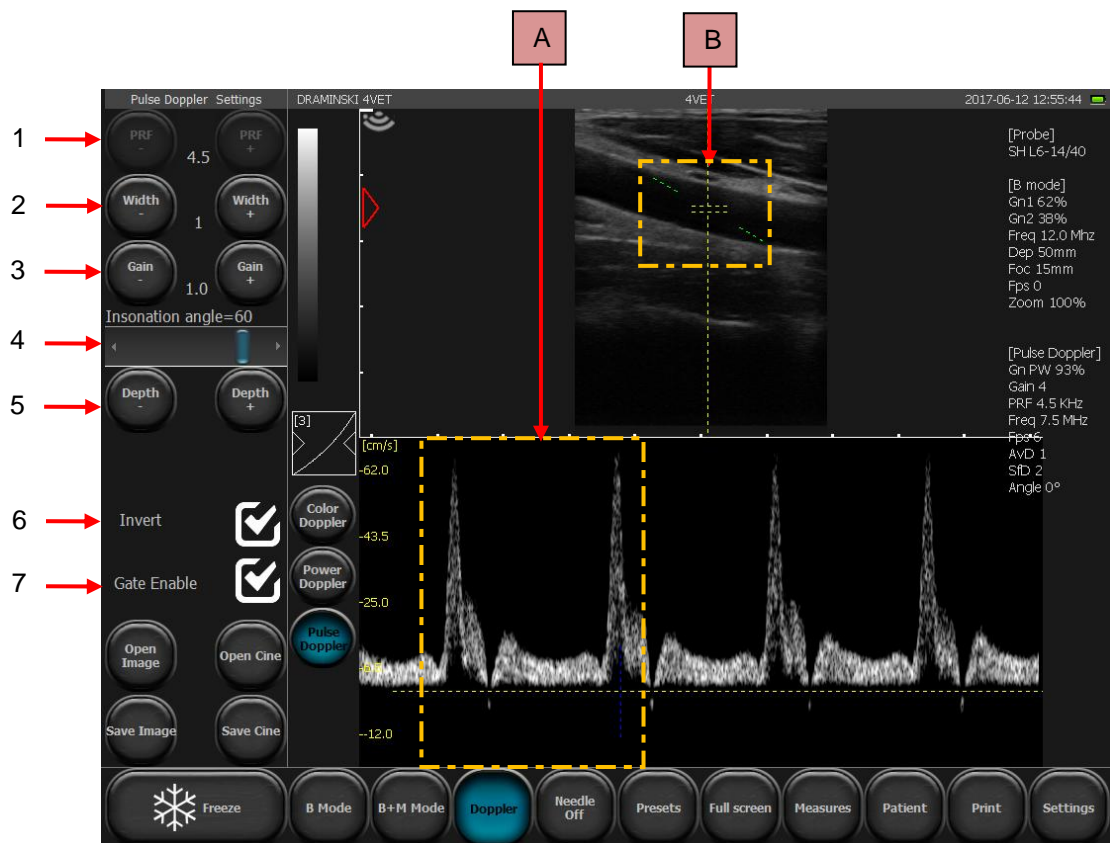 A
B
Pulse Doppler Settings
DRAMINSKI 4VET
4VET
2017-06-12 12:55:44
1
PRF
-
4.5
PRF
+
2
Width
-
1
Width
+
3
Gain
-
1.0
Gain
+
Insonation angle=60
4
5
Depth
-
Depth
+
6
Invert
7
Gate Enable
Open
Image
Open Cine
Save Image
Save Cine
[3]
Color
Doppler
Power
Doppler
Pulse
Doppler
[Probe]
SH L6-14/40
[B mode]
Gn1 62%
Gn2 38%
Freq 12.0 Mhz
Dep 50mm
Foc 15mm
Fps 0
Zoom 100%
[Pulse Doppler]
Gn PW 93%
Gain 4
PRF 4.5 KHz
Freq 7.5 MHz
Fps 6
AvD 1
SfD 2
Angle 0°
[cm/s]
-62.0
-43.5
-25.0
--12.0
Freeze
B Mode
B+M Mode
Doppler
Needle
Off
Presets
Full screen
Measures
Patient
Print
Settings